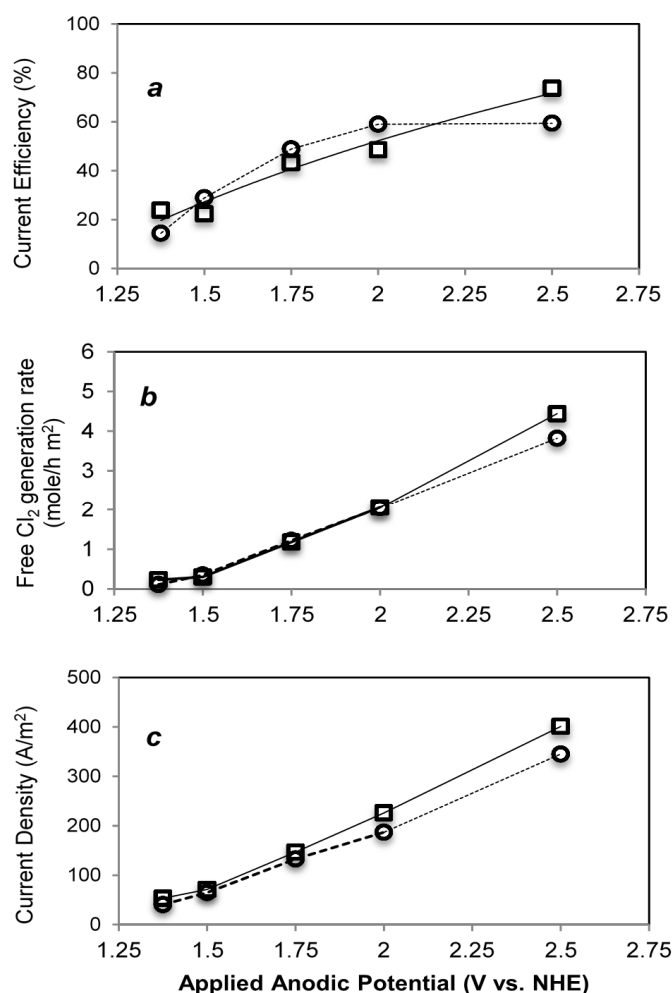 100
80
60
40
20
0
Current Efficiency (%)
a
1.25 1.5 1.75 2 2.25 2.5 2.75
6
5
4
3
2
1
0
Free Cl₂ generation rate
(mole/h m²)
b
1.25 1.5 1.75 2 2.25 2.5 2.75
500
400
300
200
100
0
Current Density (A/m²)
c
1.25 1.5 1.75 2 2.25 2.5 2.75
Applied Anodic Potential (V vs. NHE)